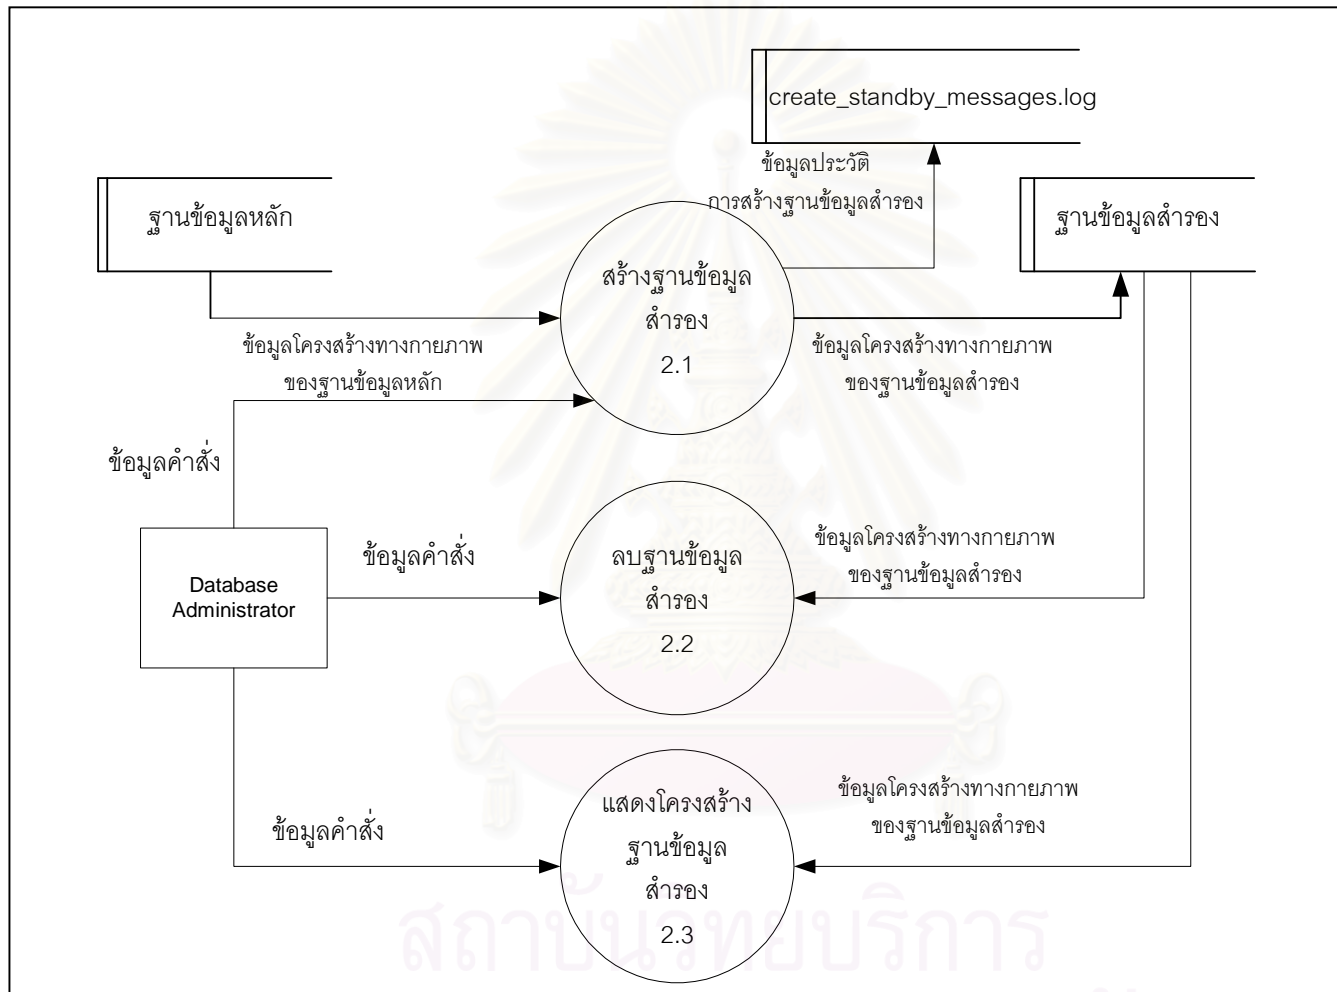 create_standby_messages.log
ข้อมูลประวัติ
การสร้างฐานข้อมูลสำรอง
ฐานข้อมูลหลัก
ฐานข้อมูลสำรอง
สร้างฐานข้อมูล
สำรอง
2.1
ข้อมูลโครงสร้างทางกายภาพ
ของฐานข้อมูลหลัก
ข้อมูลโครงสร้างทางกายภาพ
ของฐานข้อมูลสำรอง
ข้อมูลคำสั่ง
Database
Administrator
ข้อมูลคำสั่ง
ลบฐานข้อมูล
สำรอง
2.2
ข้อมูลโครงสร้างทางกายภาพ
ของฐานข้อมูลสำรอง
ข้อมูลคำสั่ง
แสดงโครงสร้าง
ฐานข้อมูล
สำรอง
2.3
ข้อมูลโครงสร้างทางกายภาพ
ของฐานข้อมูลสำรอง
สถาบันวิทยบริการ